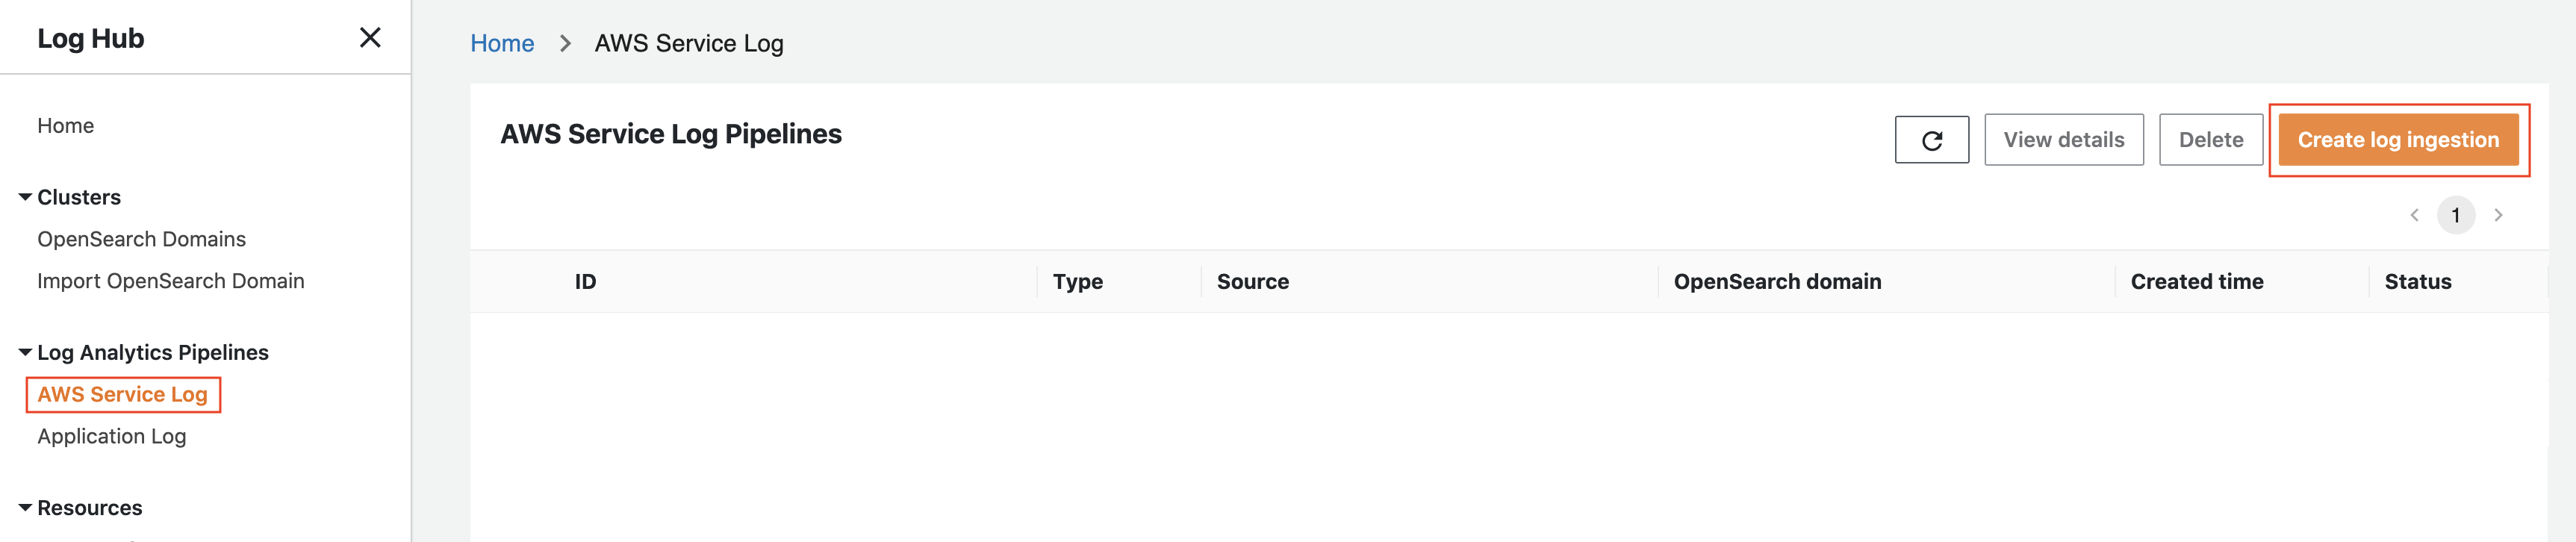 Log Hub
Home
Clusters
OpenSearch Domains
Import OpenSearch Domain
Log Analytics Pipelines
AWS Service Log
Application Log
Resources
Home > AWS Service Log
AWS Service Log Pipelines
View details Delete Create log ingestion
< 1 >
ID Type Source OpenSearch domain Created time Status